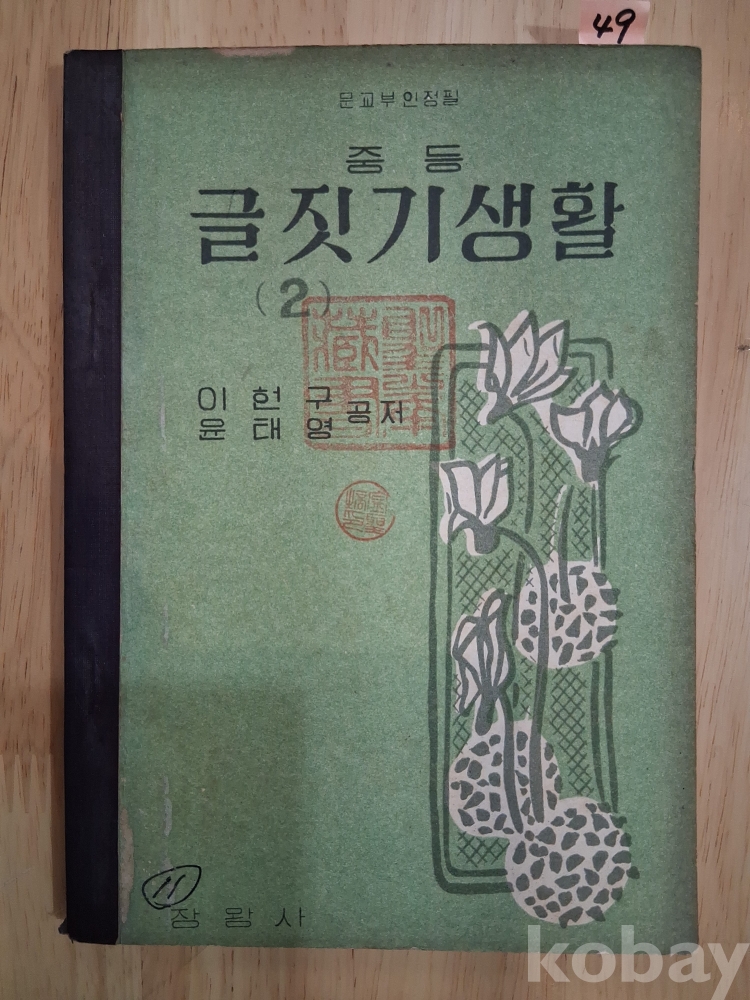 49
문교부인정필
중등
글짓기생활
(2)
이헌구
윤태영 공저
11
장왕사
kobay